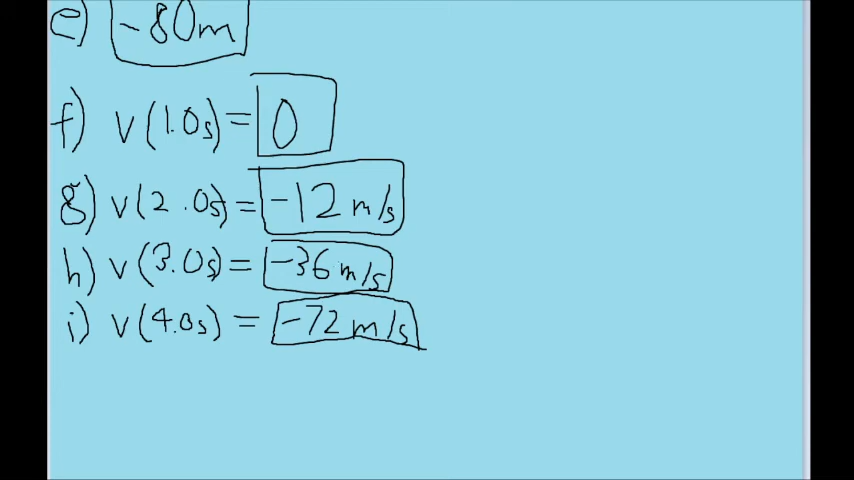 e) -80m
f) v(1.0s) = 0
g) v(2.0s) = -12 m/s
h) v(3.0s) = -36 m/s
i) v(4.0s) = -72 m/s